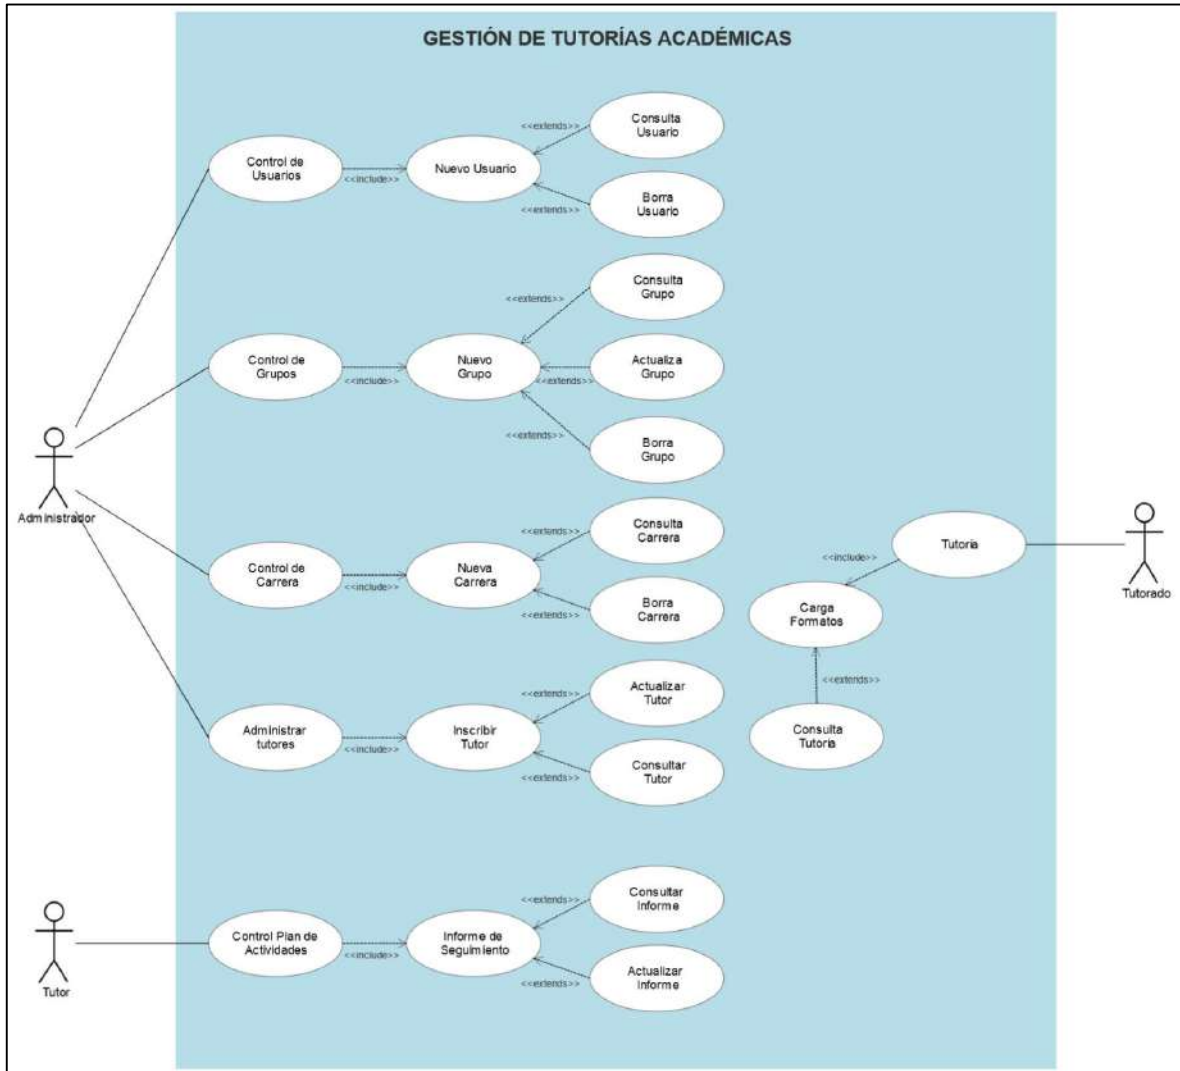 GESTIÓN DE TUTORÍAS ACADÉMICAS
Control de
Usuarios
<<include>>
Nuevo Usuario
<<extends>>
Consulta
Usuario
<<extends>>
Borra
Usuario
Control de
Grupos
<<include>>
Nuevo
Grupo
<<extends>>
Consulta
Grupo
<<extends>>
Actualiza
Grupo
<<extends>>
Borra
Grupo
Administrador
Control de
Carrera
<<include>>
Nueva
Carrera
<<extends>>
Consulta
Carrera
<<extends>>
Borra
Carrera
Administrar
tutores
<<include>>
Inscribir
Tutor
<<extends>>
Actualizar
Tutor
<<extends>>
Consultar
Tutor
Tutoria
Tutorado
<<include>>
Carga
Formatos
<<extends>>
Consulta
Tutoria
Tutor
Control Plan de
Actividades
<<include>>
Informe de
Seguimiento
<<extends>>
Consultar
Informe
<<extends>>
Actualizar
Informe